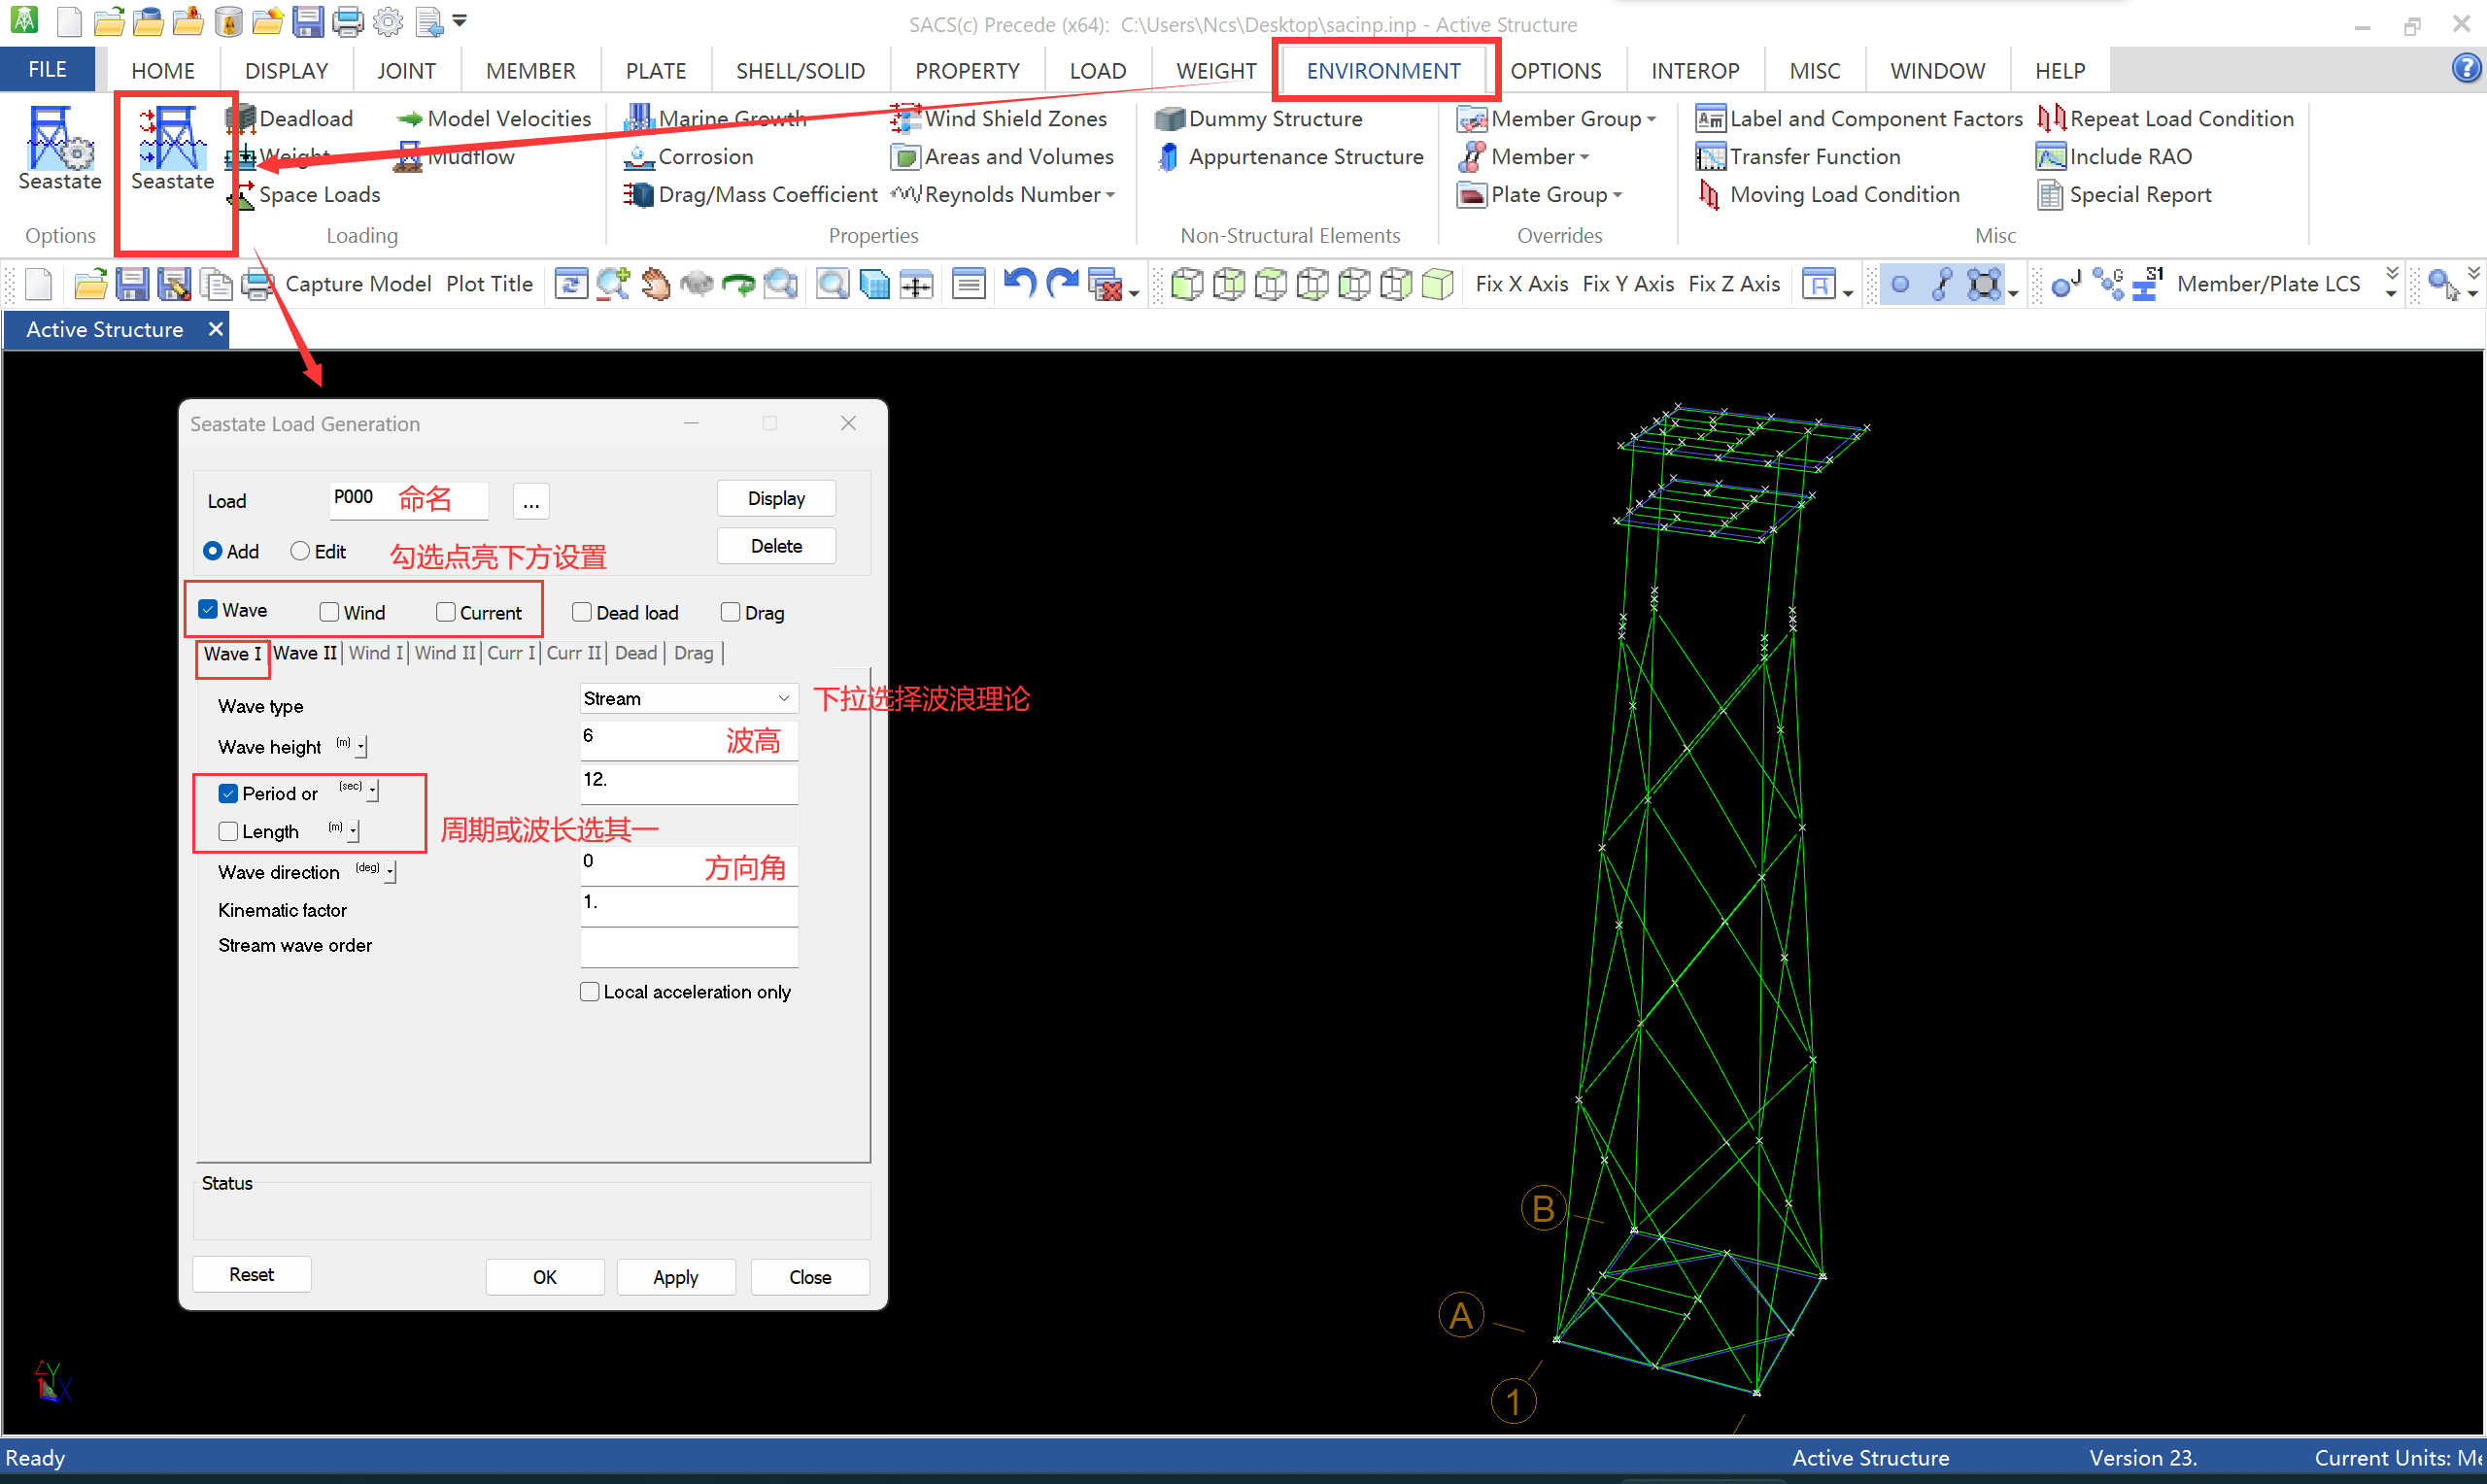 SACS(c) Precede (x64): C:\Users\Ncs\Desktop\sacinp.inp - Active Structure
FILE HOME DISPLAY JOINT MEMBER PLATE SHELL/SOLID PROPERTY LOAD WEIGHT ENVIRONMENT OPTIONS INTEROP MISC WINDOW HELP
Deadload Model Velocities Marine Growth Wind Shield Zones Dummy Structure Member Group Label and Component Factors Repeat Load Condition
Weight Mudflow Corrosion Areas and Volumes Appurtenance Structure Member Transfer Function Include RAO
Seastate Seastate Space Loads Drag/Mass Coefficient Reynolds Number Plate Group Moving Load Condition Special Report
Options Loading Properties Non-Structural Elements Overrides Misc
Capture Model Plot Title Fix X Axis Fix Y Axis Fix Z Axis Member/Plate LCS
Active Structure
Seastate Load Generation
Load P000 命名 ... Display
Add Edit 勾选点亮下方设置 Delete
Wave Wind Current Dead load Drag
Wave I Wave II Wind I Wind II Curr I Curr II Dead Drag
Wave type Stream 下拉选择波浪理论
Wave height (m) 6 波高
Period or (sec) 12.
Length (m) 周期或波长选其一
Wave direction (deg) 0 方向角
Kinematic factor 1.
Stream wave order
Local acceleration only
Status
Reset OK Apply Close
B
A
1
Z Y X
Ready Active Structure Version 23. Current Units: Me